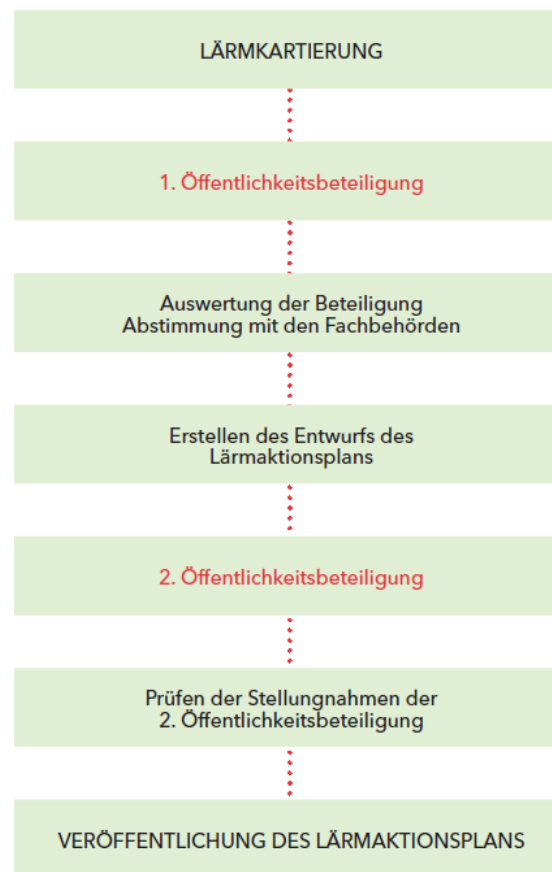 LÄRMKARTIERUNG
1. Öffentlichkeitsbeteiligung
Auswertung der Beteiligung
Abstimmung mit den Fachbehörden
Erstellen des Entwurfs des
Lärmaktionsplans
2. Öffentlichkeitsbeteiligung
Prüfen der Stellungnahmen der
2. Öffentlichkeitsbeteiligung
VERÖFFENTLICHUNG DES LÄRMAKTIONSPLANS